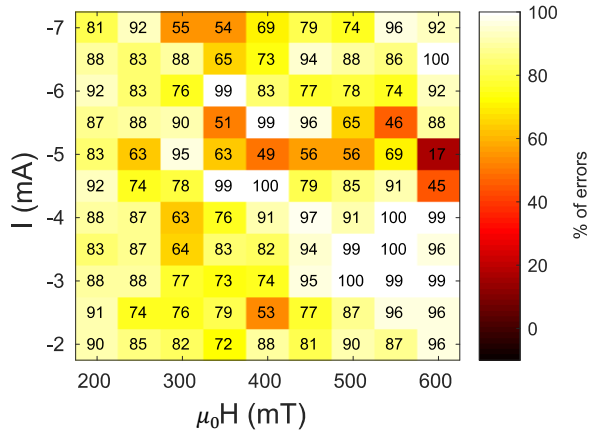 -7 81 92 55 54 69 79 74 96 92 100
88 83 88 65 73 94 88 86 100
-6 92 83 76 99 83 77 78 74 92 80
87 88 90 51 99 96 65 46 88
-5 83 63 95 63 49 56 56 69 17 60
92 74 78 99 100 79 85 91 45
-4 88 87 63 76 91 97 91 100 99 40
83 87 64 83 82 94 99 100 96
-3 88 88 77 73 74 95 100 99 99 20
91 74 76 79 53 77 87 96 96
-2 90 85 82 72 88 81 90 87 96 0
200 300 400 500 600
μ₀H (mT)
I (mA)
% of errors